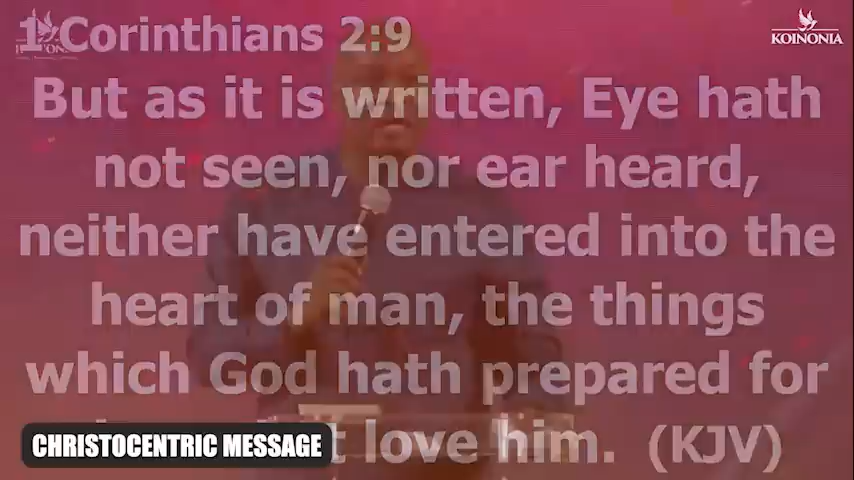 1 Corinthians 2:9
KOINONIA
But as it is written, Eye hath
not seen, nor ear heard,
neither have entered into the
heart of man, the things
which God hath prepared for
love him. (KJV)
CHRISTOCENTRIC MESSAGE